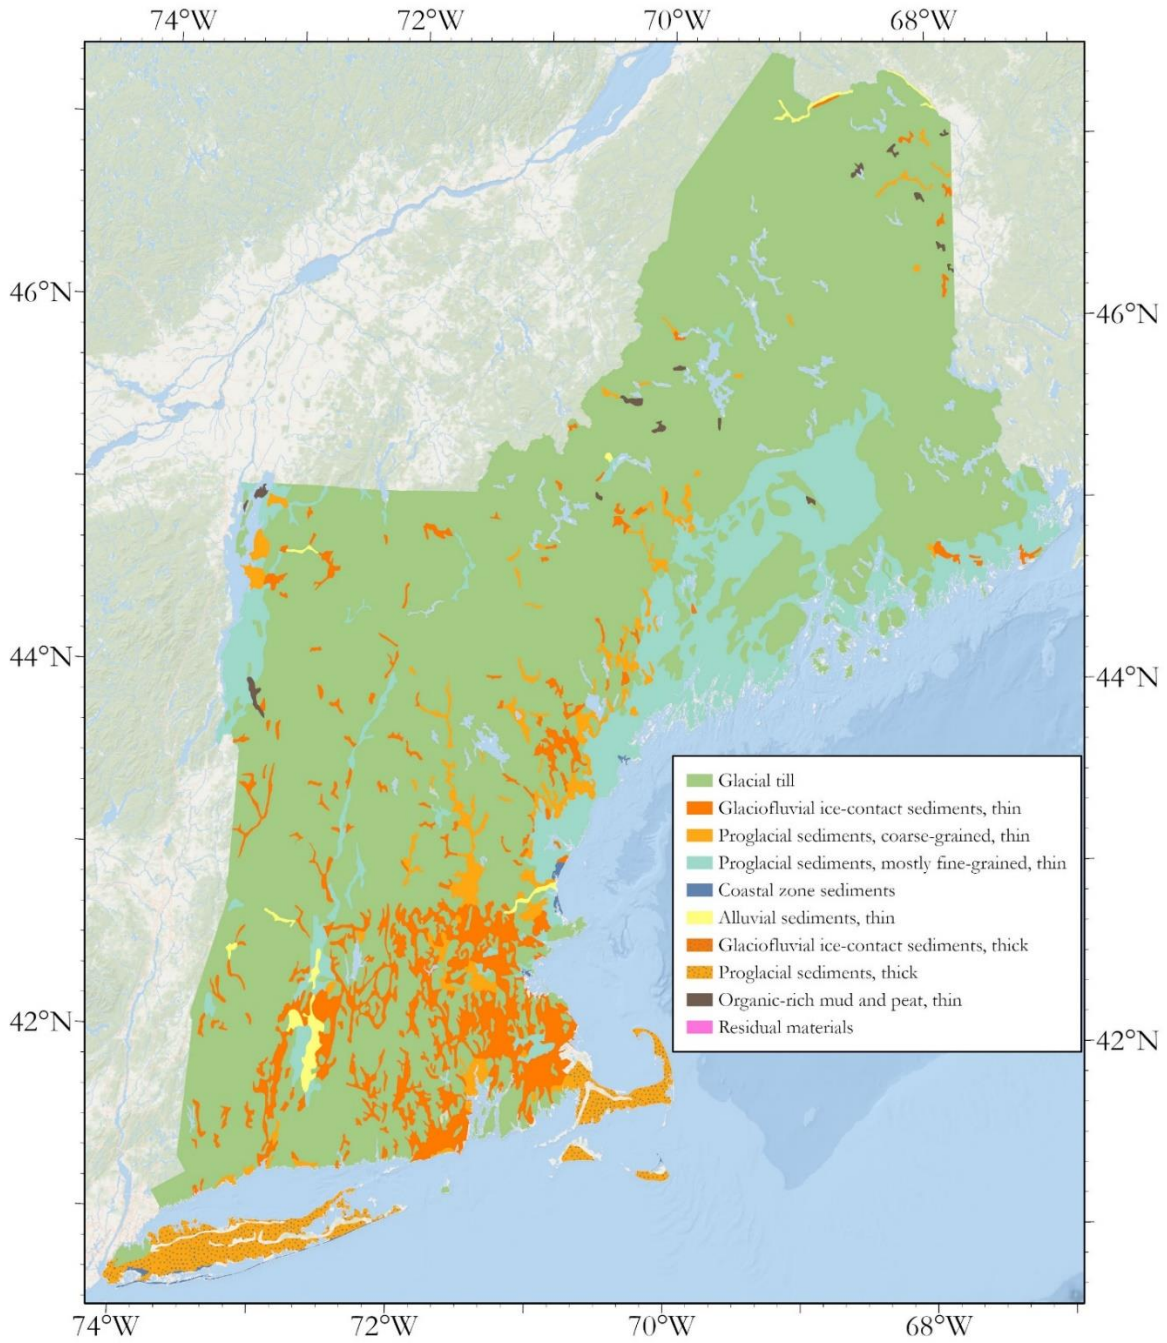 74°W 72°W 70°W 68°W
46°N
46°N
44°N
44°N
Glacial till
Glaciofluvial ice-contact sediments, thin
Proglacial sediments, coarse-grained, thin
Proglacial sediments, mostly fine-grained, thin
Coastal zone sediments
Alluvial sediments, thin
Glaciofluvial ice-contact sediments, thick
Proglacial sediments, thick
Organic-rich mud and peat, thin
Residual materials
42°N
42°N
74°W 72°W 70°W 68°W